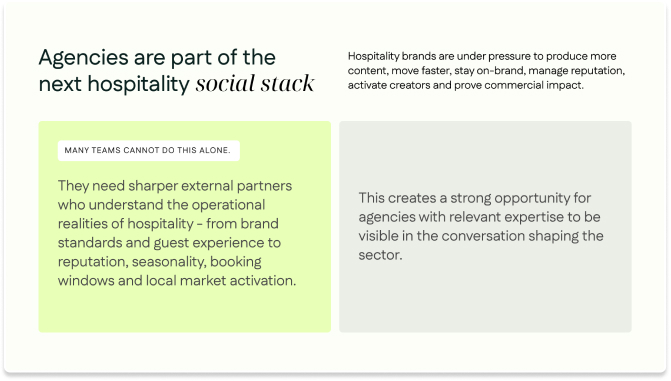 Agencies are part of the
next hospitality social stack
Hospitality brands are under pressure to produce more
content, move faster, stay on-brand, manage reputation,
activate creators and prove commercial impact.
MANY TEAMS CANNOT DO THIS ALONE.
They need sharper external partners
who understand the operational
realities of hospitality - from brand
standards and guest experience to
reputation, seasonality, booking
windows and local market activation.
This creates a strong opportunity for
agencies with relevant expertise to be
visible in the conversation shaping the
sector.